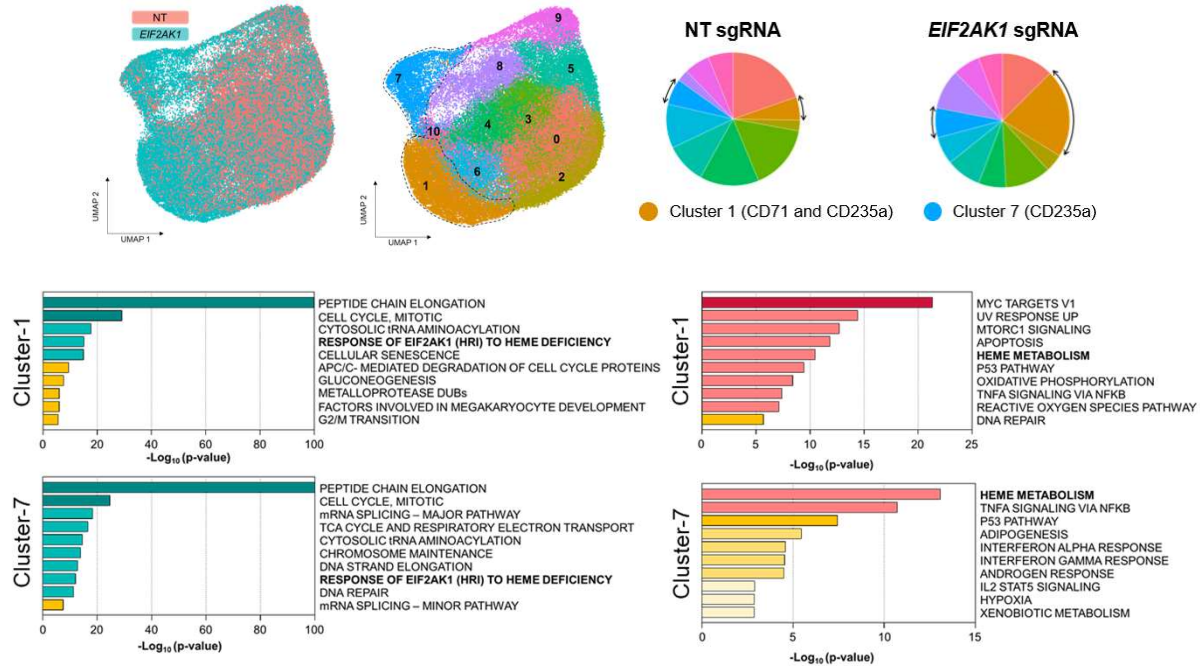 NT
EIF2AK1
UMAP 2
UMAP 1
9
7
8
5
4
3
10
0
6
1
2
UMAP 2
UMAP 1
NT sgRNA
EIF2AK1 sgRNA
Cluster 1 (CD71 and CD235a)
Cluster 7 (CD235a)
Cluster-1
PEPTIDE CHAIN ELONGATION
CELL CYCLE, MITOTIC
CYTOSOLIC tRNA AMINOACYLATION
RESPONSE OF EIF2AK1 (HRI) TO HEME DEFICIENCY
CELLULAR SENESCENCE
APC/C- MEDIATED DEGRADATION OF CELL CYCLE PROTEINS
GLUCONEOGENESIS
METALLOPROTEASE DUBs
FACTORS INVOLVED IN MEGAKARYOCYTE DEVELOPMENT
G2/M TRANSITION
0 20 40 60 80 100
-Log10 (p-value)
Cluster-1
MYC TARGETS V1
UV RESPONSE UP
MTORC1 SIGNALING
APOPTOSIS
HEME METABOLISM
P53 PATHWAY
OXIDATIVE PHOSPHORYLATION
TNFA SIGNALING VIA NFKB
REACTIVE OXYGEN SPECIES PATHWAY
DNA REPAIR
0 5 10 15 20 25
-Log10 (p-value)
Cluster-7
PEPTIDE CHAIN ELONGATION
CELL CYCLE, MITOTIC
mRNA SPLICING – MAJOR PATHWAY
TCA CYCLE AND RESPIRATORY ELECTRON TRANSPORT
CYTOSOLIC tRNA AMINOACYLATION
CHROMOSOME MAINTENANCE
DNA STRAND ELONGATION
RESPONSE OF EIF2AK1 (HRI) TO HEME DEFICIENCY
DNA REPAIR
mRNA SPLICING – MINOR PATHWAY
0 20 40 60 80 100
-Log10 (p-value)
Cluster-7
HEME METABOLISM
TNFA SIGNALING VIA NFKB
P53 PATHWAY
ADIPOGENESIS
INTERFERON ALPHA RESPONSE
INTERFERON GAMMA RESPONSE
ANDROGEN RESPONSE
IL2 STAT5 SIGNALING
HYPOXIA
XENOBIOTIC METABOLISM
0 5 10 15
-Log10 (p-value)